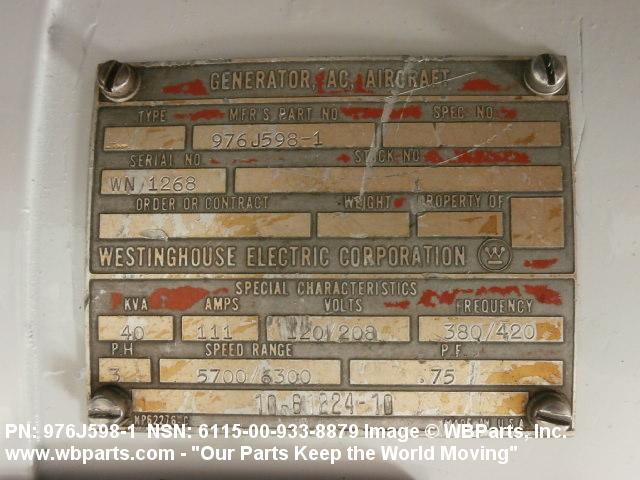 GENERATOR, AC, AIRCRAFT
TYPE MFR'S PART NO SPEC NO
976J598-1
SERIAL NO STOCK NO
WN 1268
ORDER OR CONTRACT WEIGHT PROPERTY OF
WESTINGHOUSE ELECTRIC CORPORATION W
SPECIAL CHARACTERISTICS
KVA AMPS VOLTS FREQUENCY
40 111 120/208 380/420
PH SPEED RANGE P.F.
3 5700/6300 .75
U.S.A.
PN: 976J598-1 NSN: 6115-00-933-8879 Image © WBParts, Inc.
www.wbparts.com - "Our Parts Keep the World Moving"